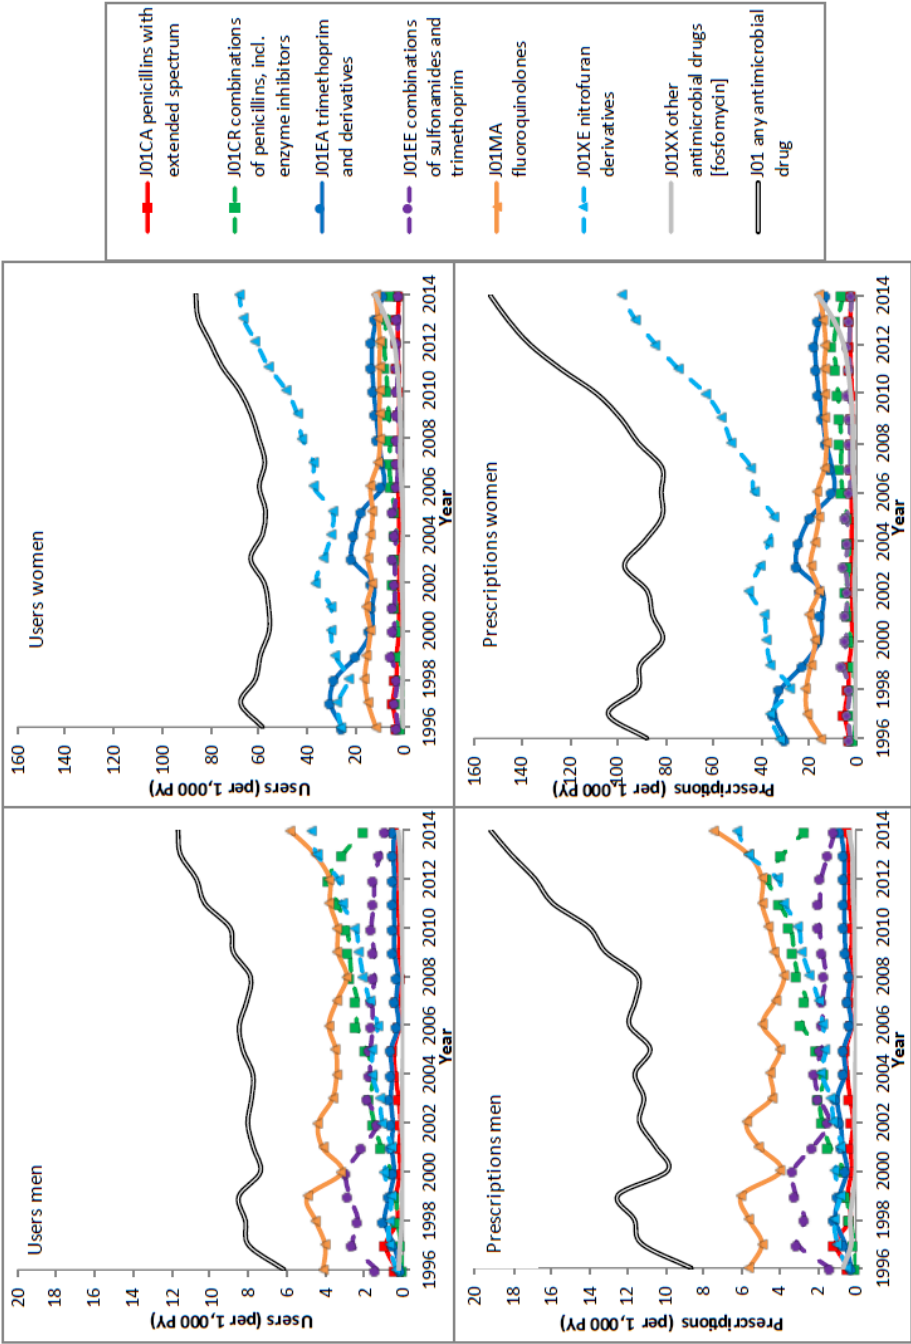 Users men
20
18
16
14
12
10
8
6
4
2
0
Users (per 1,000 PY)
1996 1998 2000 2002 2004 2006 2008 2010 2012 2014
Year
Users women
160
140
120
100
80
60
40
20
0
Users (per 1,000 PY)
1996 1998 2000 2002 2004 2006 2008 2010 2012 2014
Year
Prescriptions men
20
18
16
14
12
10
8
6
4
2
0
Prescriptions (per 1,000 PY)
1996 1998 2000 2002 2004 2006 2008 2010 2012 2014
Year
Prescriptions women
160
140
120
100
80
60
40
20
0
Prescriptions (per 1,000 PY)
1996 1998 2000 2002 2004 2006 2008 2010 2012 2014
Year
J01CA penicillins with
extended spectrum
J01CR combinations
of penicillins, incl.
enzyme inhibitors
J01EA trimethoprim
and derivatives
J01EE combinations
of sulfonamides and
trimethoprim
J01MA
fluoroquinolones
J01XE nitrofuran
derivatives
J01XX other
antimicrobial drugs
[fosfomycin]
J01 any antimicrobial
drug